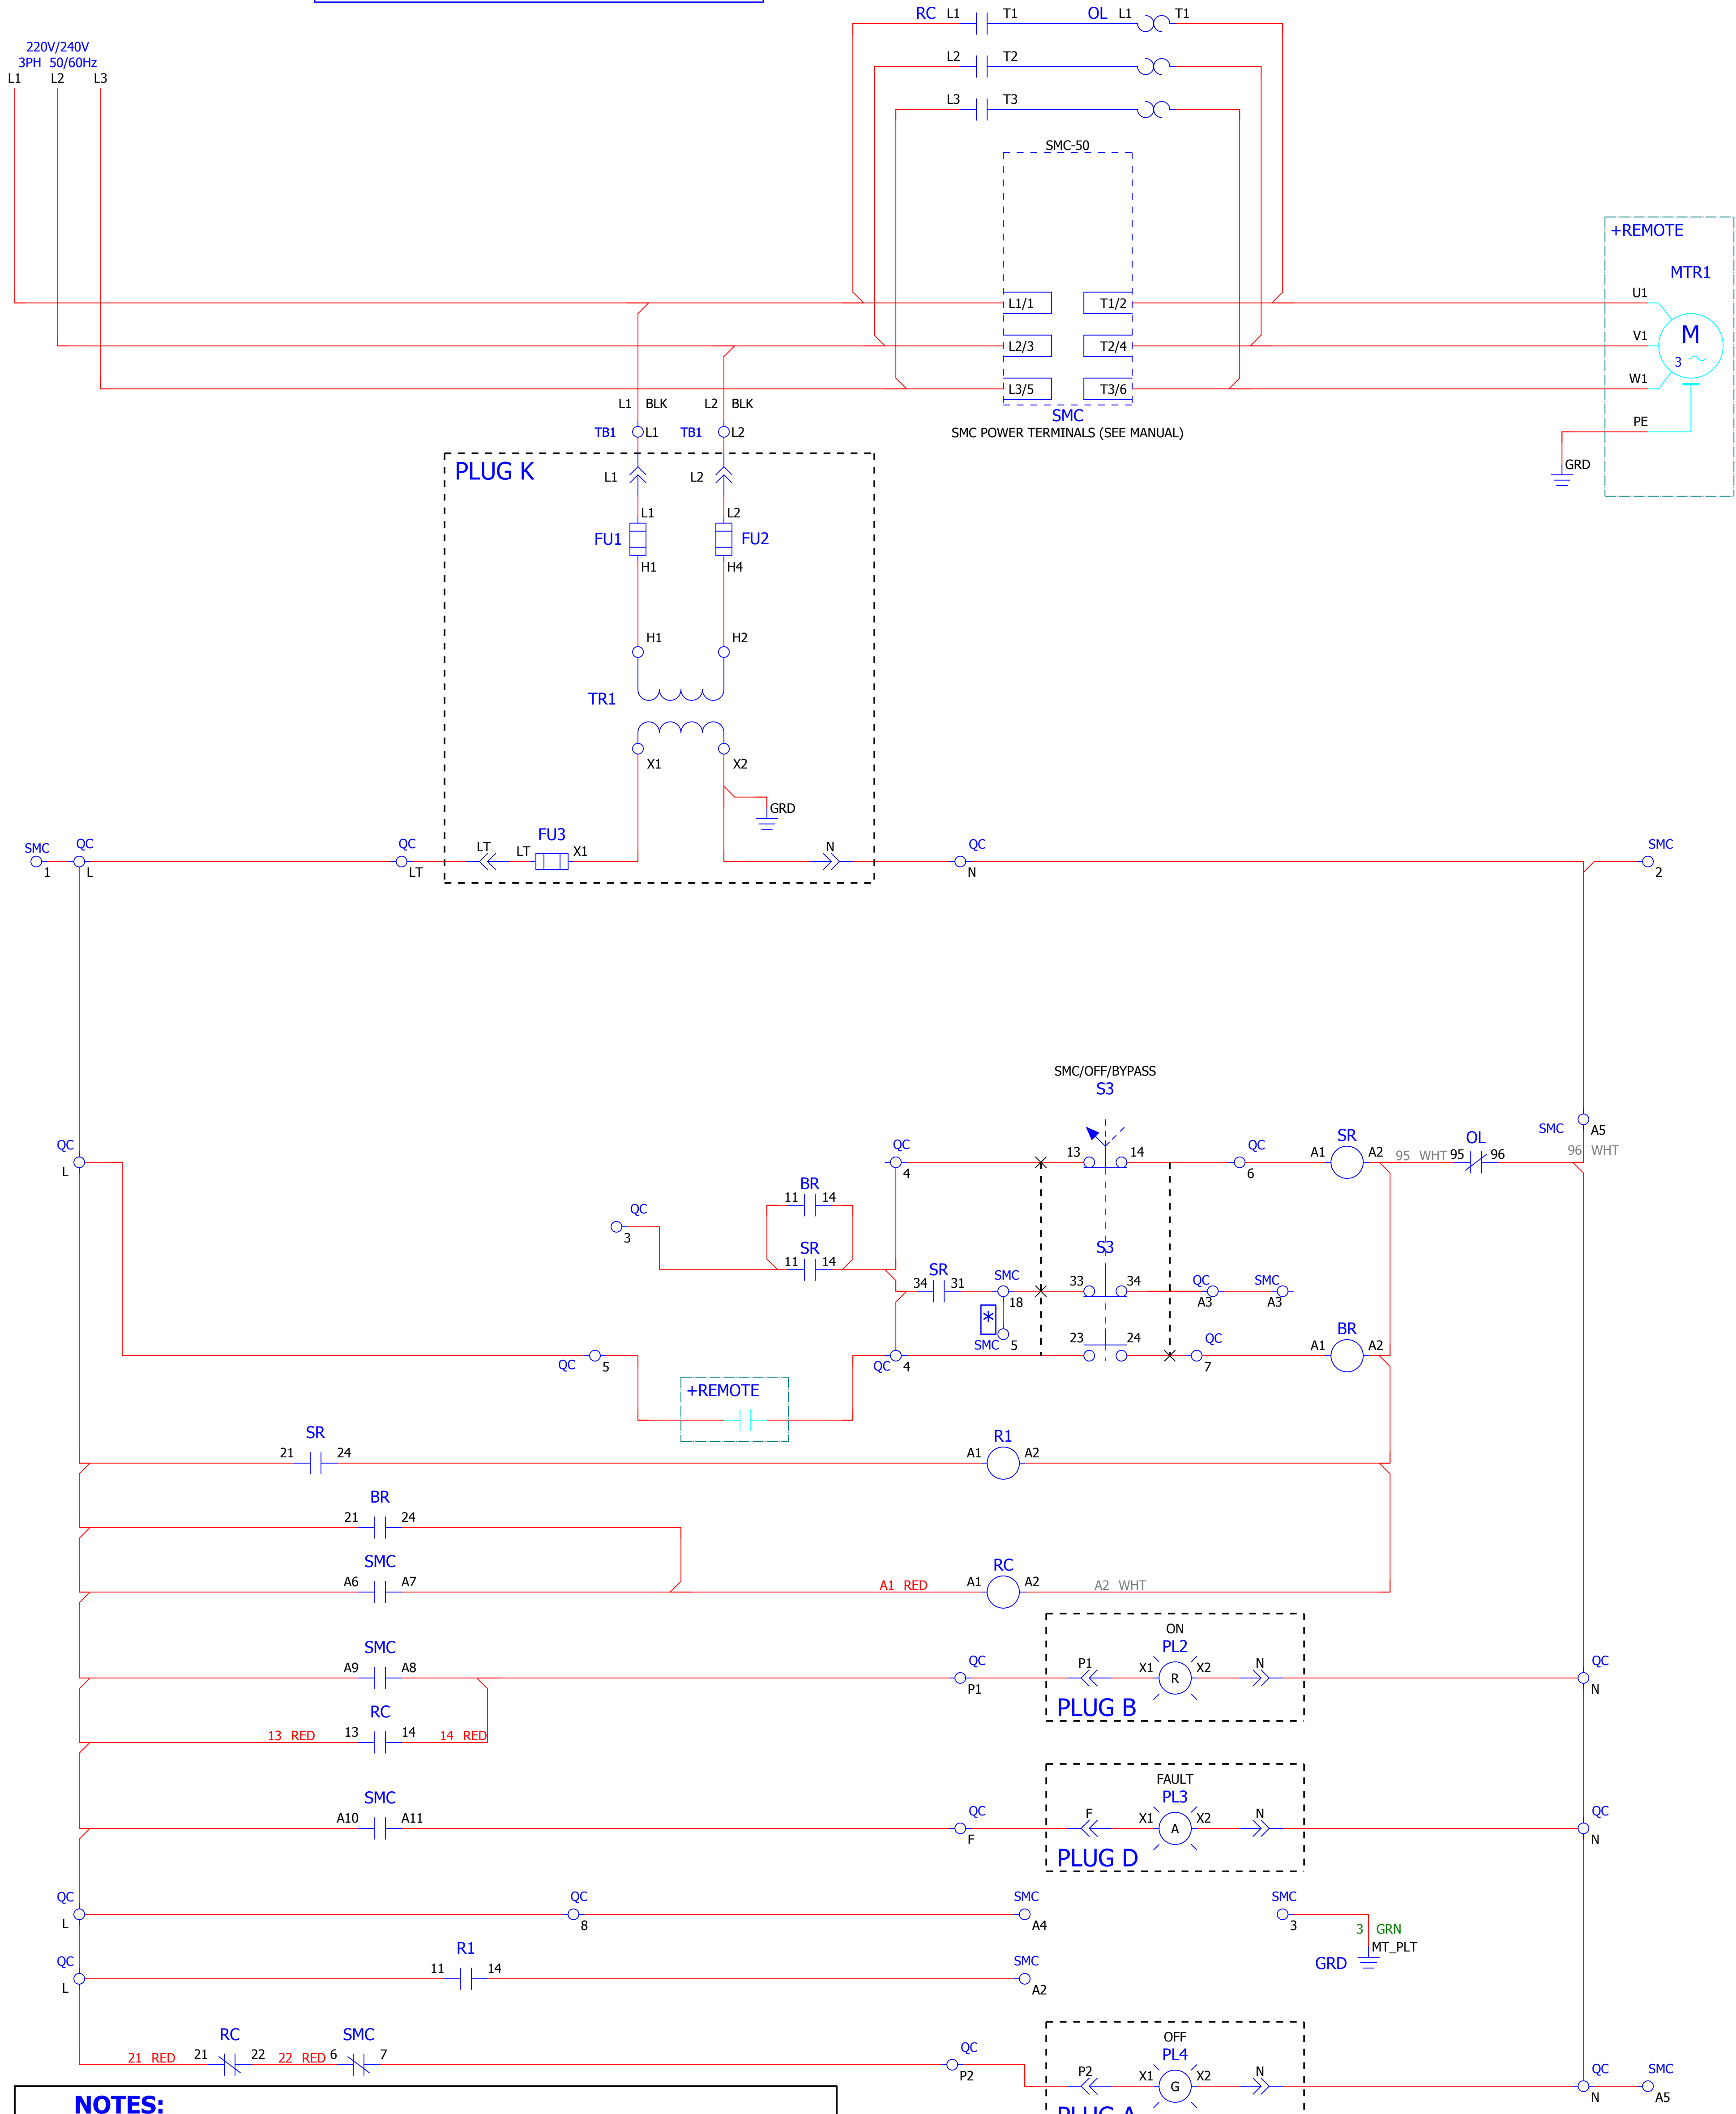 RC L1 T1 OL L1 T1
220V/240V
3PH 50/60Hz
L1 L2 L3
L2 T2
L3 T3
SMC-50
+REMOTE
MTR1
L1/1 T1/2 U1
M
3
L2/3 T2/4 V1
L3/5 T3/6 W1
L1 BLK L2 BLK
SMC
PE
TB1 L1 TB1 L2
SMC POWER TERMINALS (SEE MANUAL)
PLUG K
L1 L2
GRD
L1 L2
FU1 FU2
H1 H4
H1 H2
TR1
X1 X2
GRD
SMC QC QC FU3 LT LT X1 N QC SMC
1 L LT N 2
SMC/OFF/BYPASS
S3
SMC A5
QC QC 13 14 QC SR OL
L 4 6 A1 A2 95 WHT 95 96 96 WHT
BR
11 14
QC
3
SR
11 14
S3
SR
34 31 SMC 33 34 QC SMC
18 A3 A3
*
SMC 5
23 24 QC BR
A1 A2
QC 5 QC 4 7
+REMOTE
SR R1
21 24 A1 A2
BR
21 24
SMC RC
A6 A7 A1 RED A1 A2 A2 WHT
ON
SMC PL2
A9 A8 QC P1 X1 R X2 N QC
P1 N
PLUG B
RC
13 RED 13 14 14 RED
FAULT
SMC PL3
A10 A11 QC F X1 A X2 N QC
F N
PLUG D
QC QC SMC SMC
L 8 A4 3
3 GRN
MT_PLT
GRD
QC R1 SMC
L 11 14 A2
OFF
RC SMC PL4
21 RED 21 22 22 RED 6 7 QC
P2 P2 X1 G X2 N QC SMC
N A5
NOTES:
PLUG A